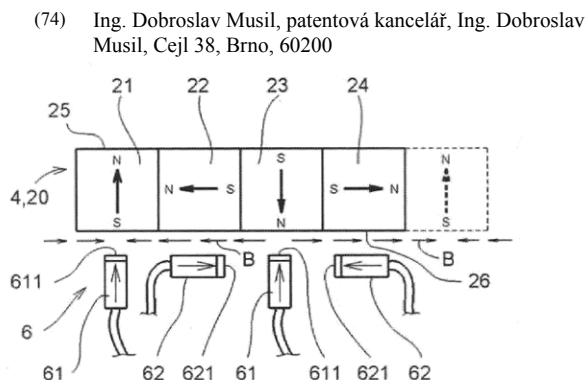 (74) Ing. Dobroslav Musil, patentová kancelář, Ing. Dobroslav
Musil, Cejl 38, Brno, 60200
21 22 23 24
25
N S N
N S S N
S N S
4,20
B B
611 26
6
61 62 621 61 611 621 62